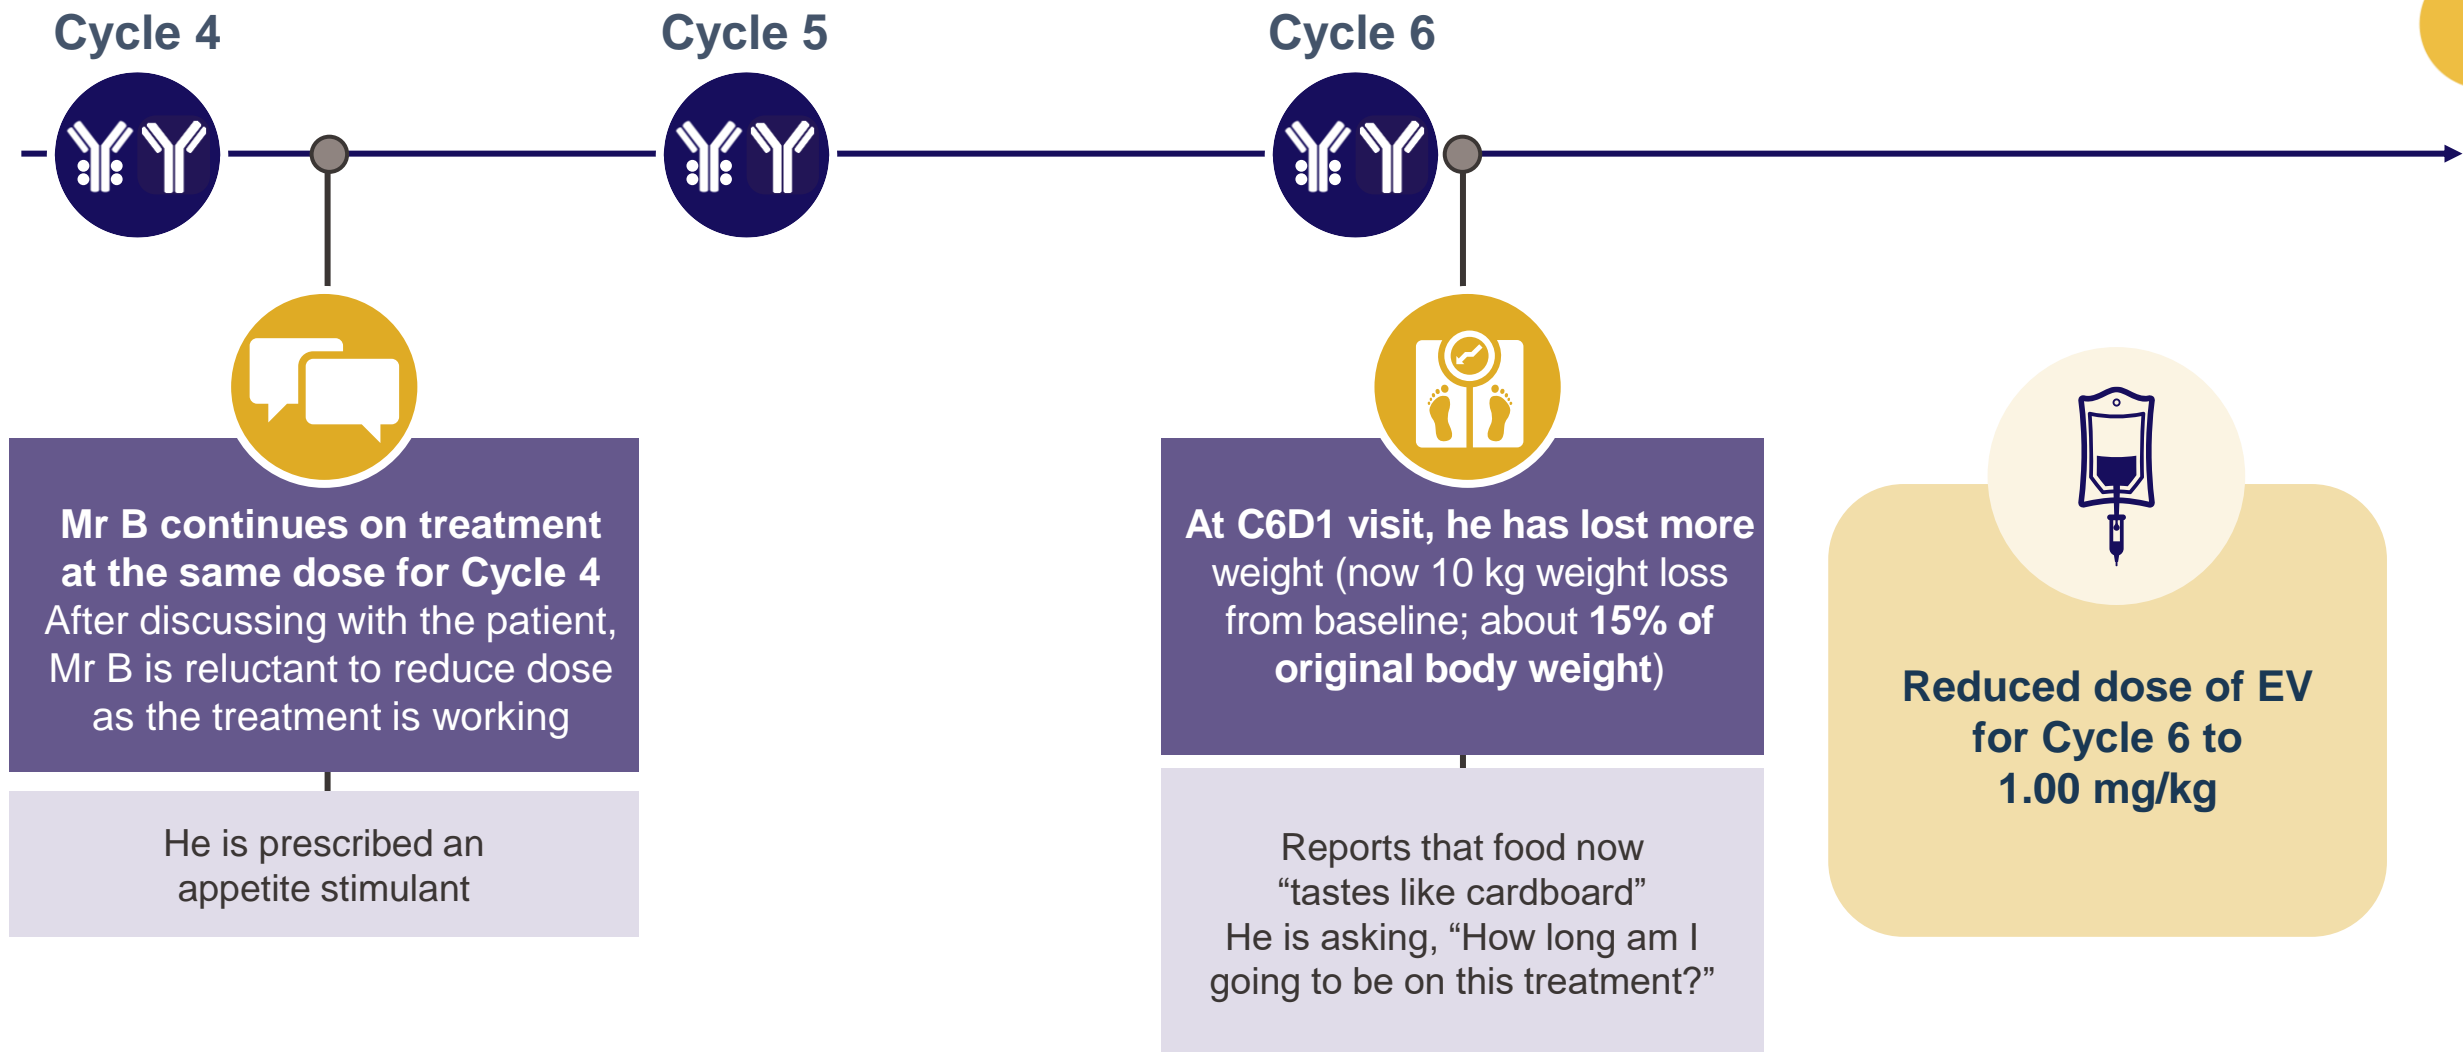 Cycle 4
Cycle 5
Cycle 6
Mr B continues on treatment
at the same dose for Cycle 4
After discussing with the patient,
Mr B is reluctant to reduce dose
as the treatment is working
He is prescribed an
appetite stimulant
At C6D1 visit, he has lost more
weight (now 10 kg weight loss
from baseline; about 15% of
original body weight)
Reports that food now
“tastes like cardboard”
He is asking, “How long am I
going to be on this treatment?”
Reduced dose of EV
for Cycle 6 to
1.00 mg/kg